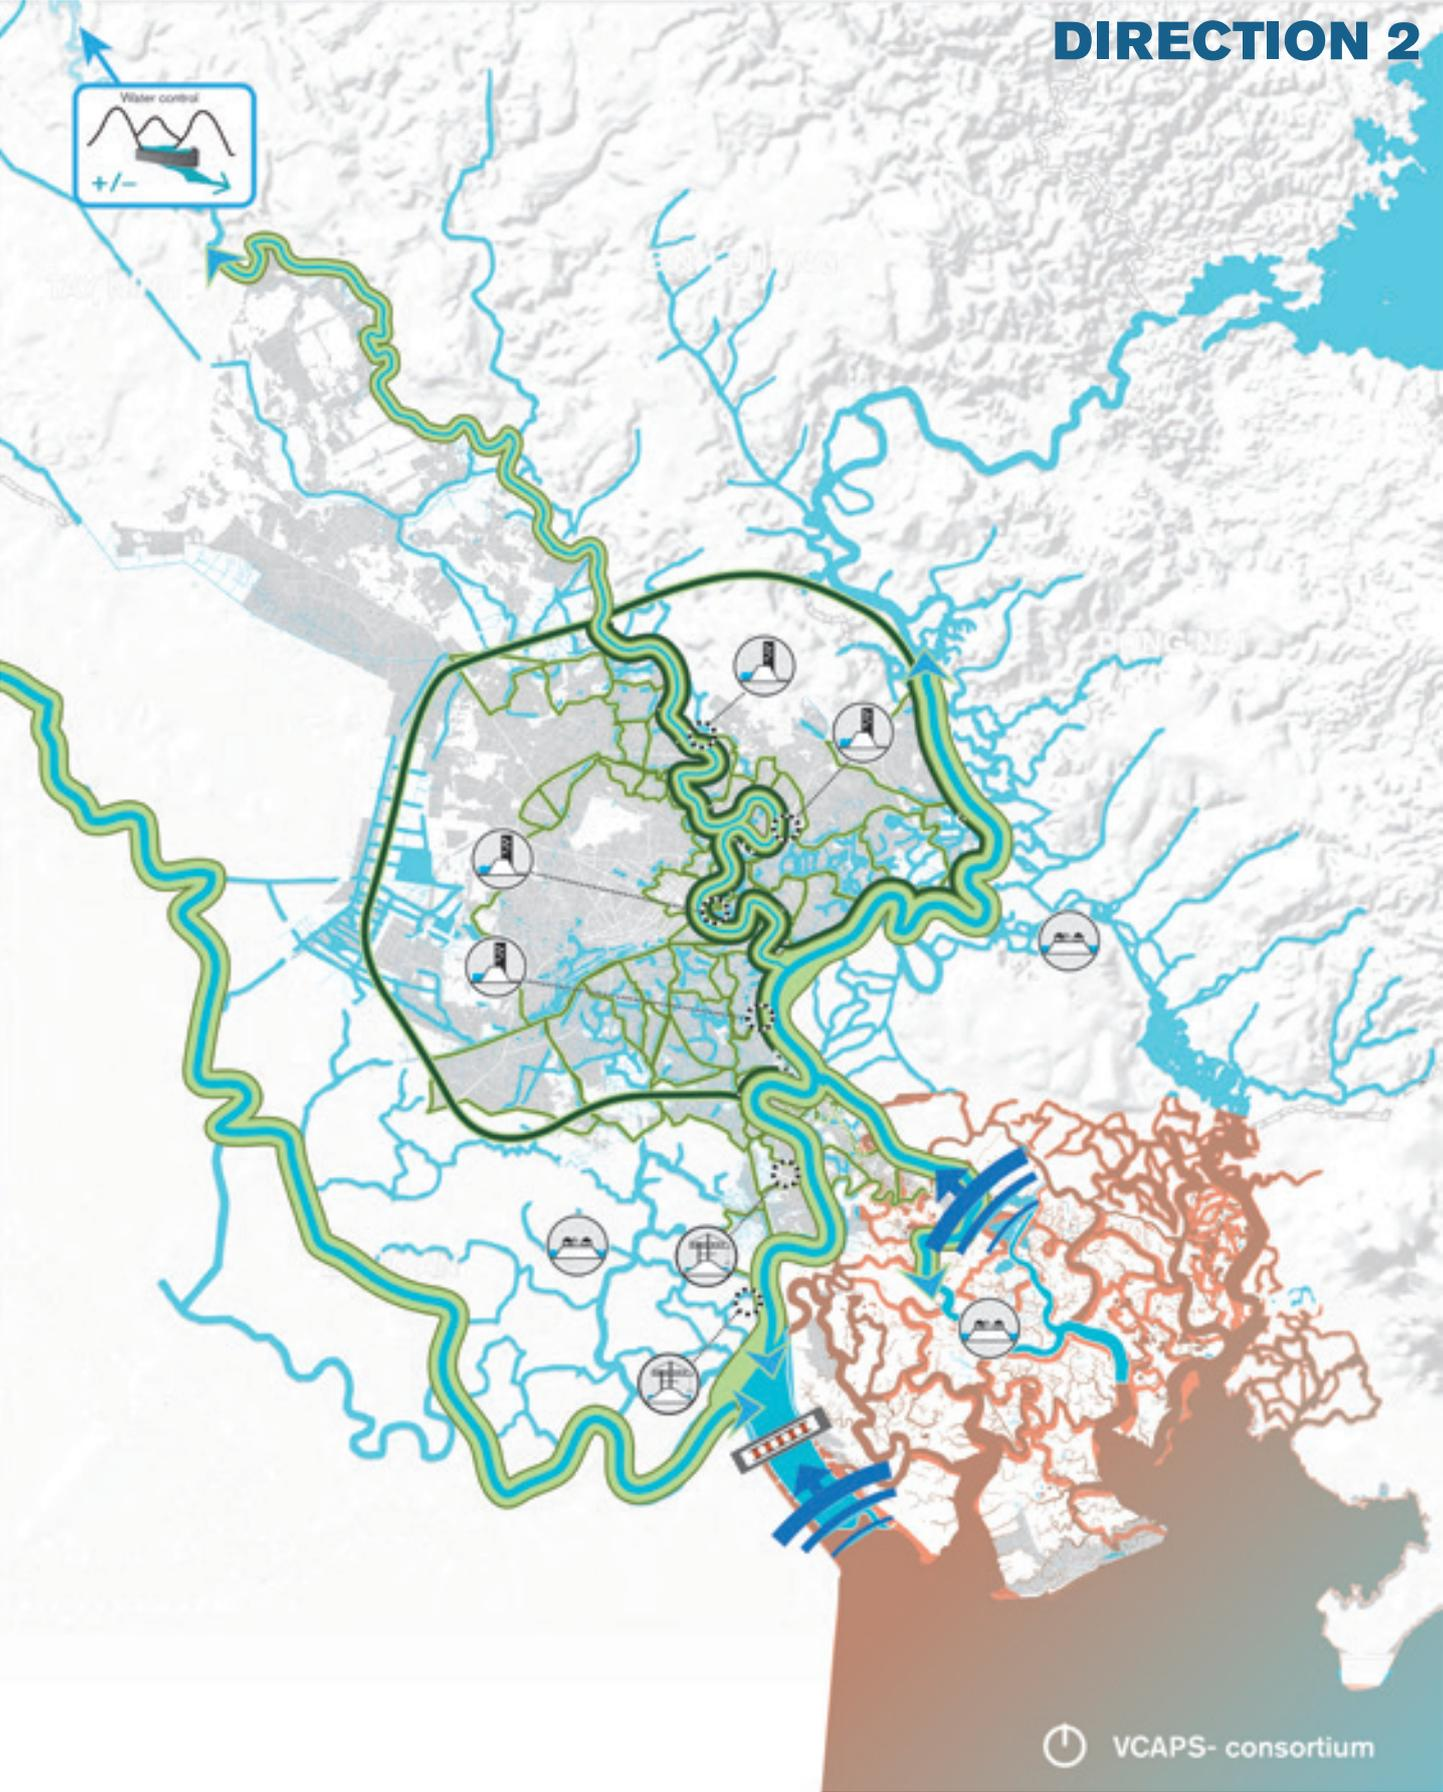 DIRECTION 2
Water control
+/−
VCAPS- consortium